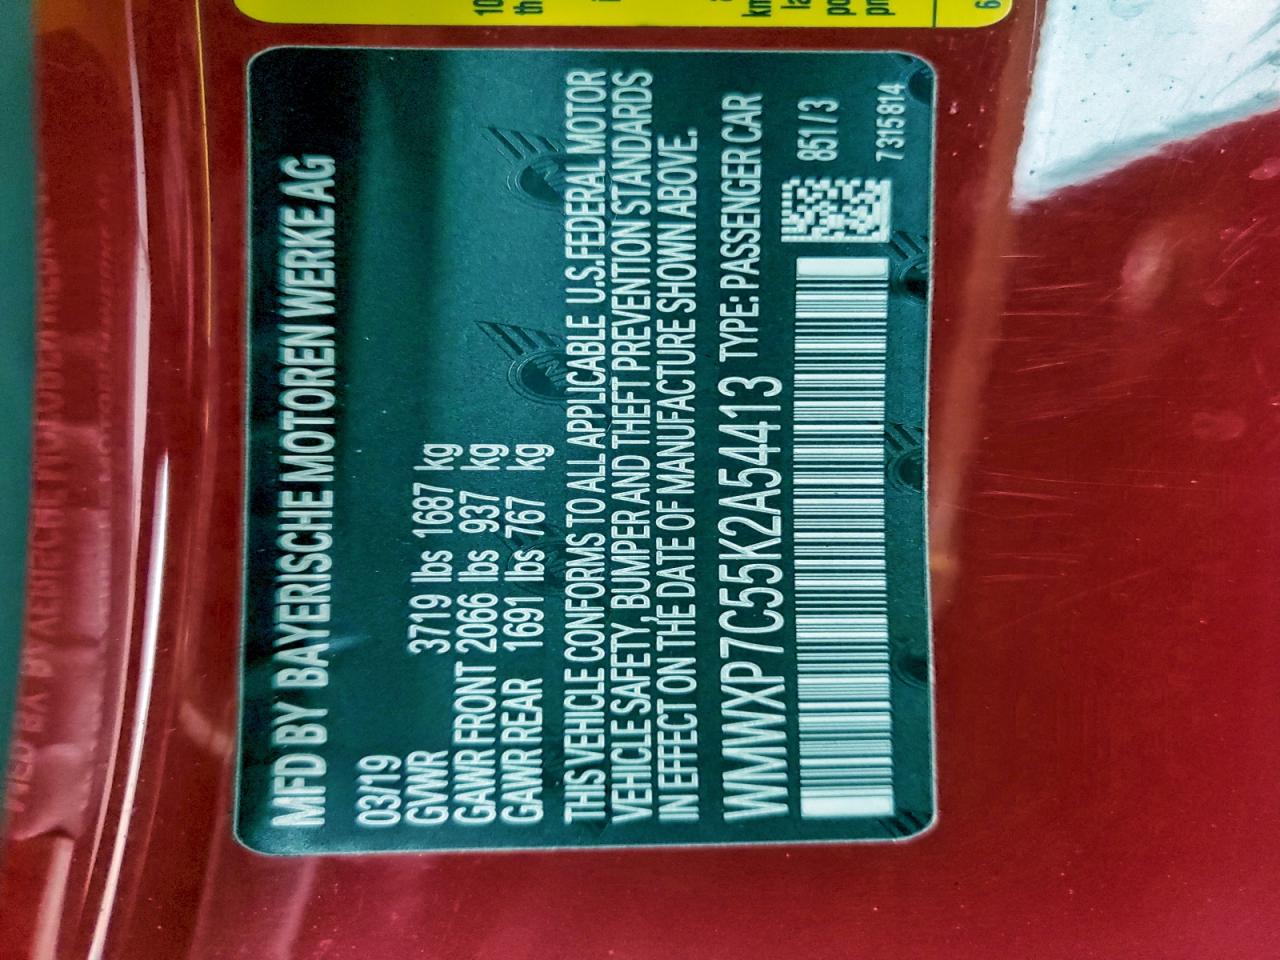 MFD BY BAYERISCHE MOTOREN WERKE AG
03/19
GVWR 3719 lbs 1687 kg
GAWR FRONT 2066 lbs 937 kg
GAWR REAR 1691 lbs 767 kg
THIS VEHICLE CONFORMS TO ALL APPLICABLE U.S.FEDERAL MOTOR
VEHICLE SAFETY, BUMPER AND THEFT PREVENTION STANDARDS
IN EFFECT ON THE DATE OF MANUFACTURE SHOWN ABOVE.
WMWXP7C55K2A54413 TYPE: PASSENGER CAR
851/3
7315814